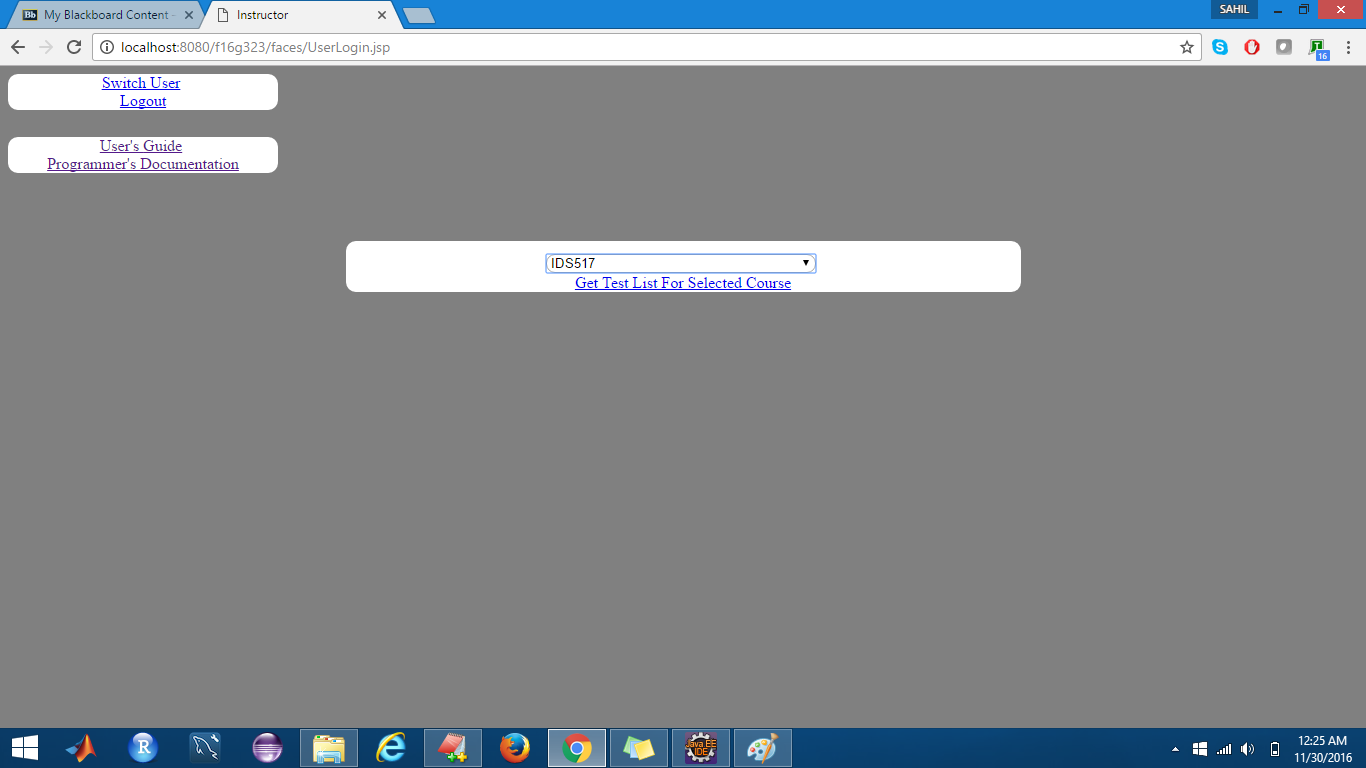 My Blackboard Content -
Instructor
SAHIL
localhost:8080/f16g323/faces/UserLogin.jsp
16
Switch User
Logout
User's Guide
Programmer's Documentation
IDS517
Get Test List For Selected Course
Java EE
IDE
12:25 AM
11/30/2016